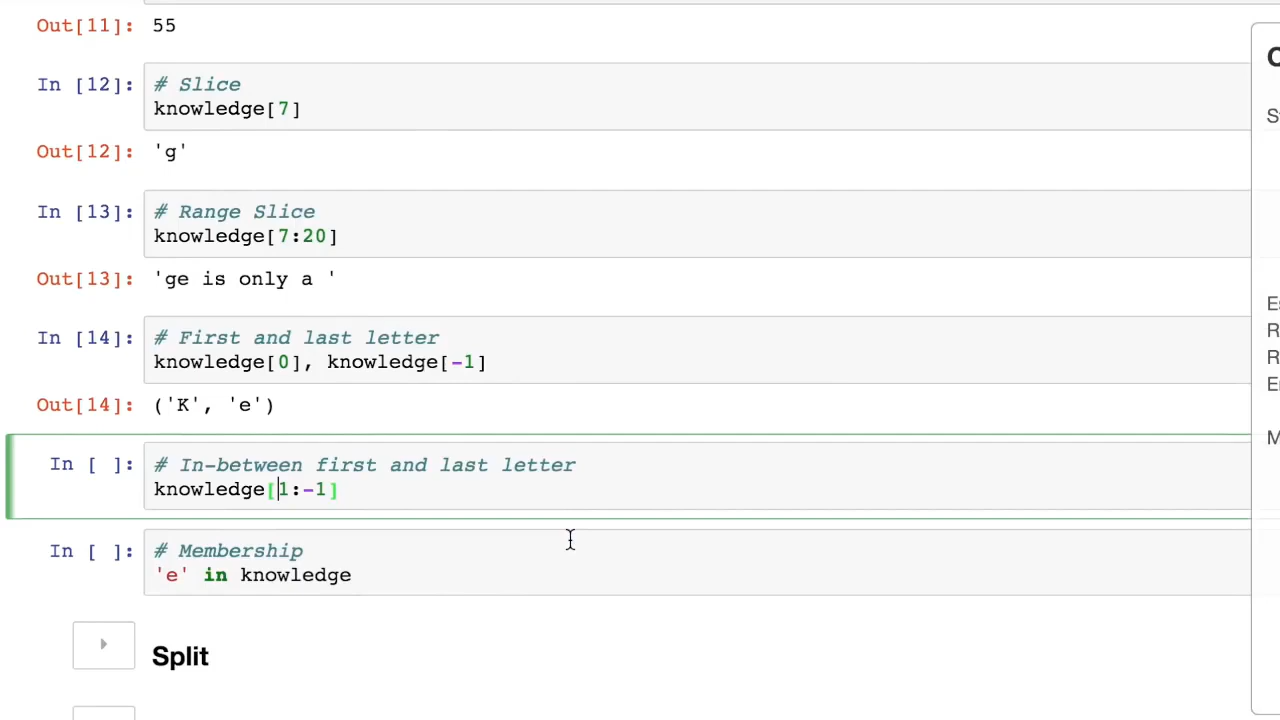 Out[11]: 55
In [12]: # Slice
knowledge[7]
Out[12]: 'g'
In [13]: # Range Slice
knowledge[7:20]
Out[13]: 'ge is only a '
In [14]: # First and last letter
knowledge[0], knowledge[-1]
Out[14]: ('K', 'e')
In [ ]: # In-between first and last letter
knowledge[1:-1]
In [ ]: # Membership
'e' in knowledge
Split